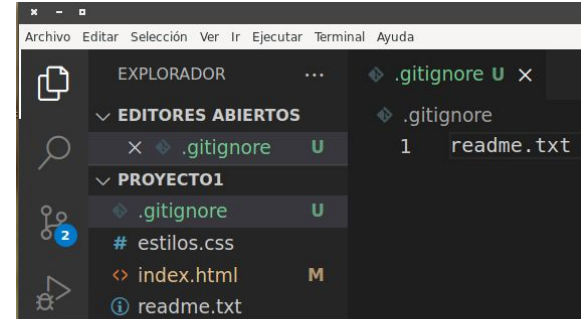 Archivo Editar Selección Ver Ir Ejecutar Terminal Ayuda
EXPLORADOR ...
EDITORES ABIERTOS
.gitignore U
PROYECTO1
.gitignore U
# estilos.css
<> index.html M
readme.txt
2
.gitignore U
.gitignore
1 readme.txt